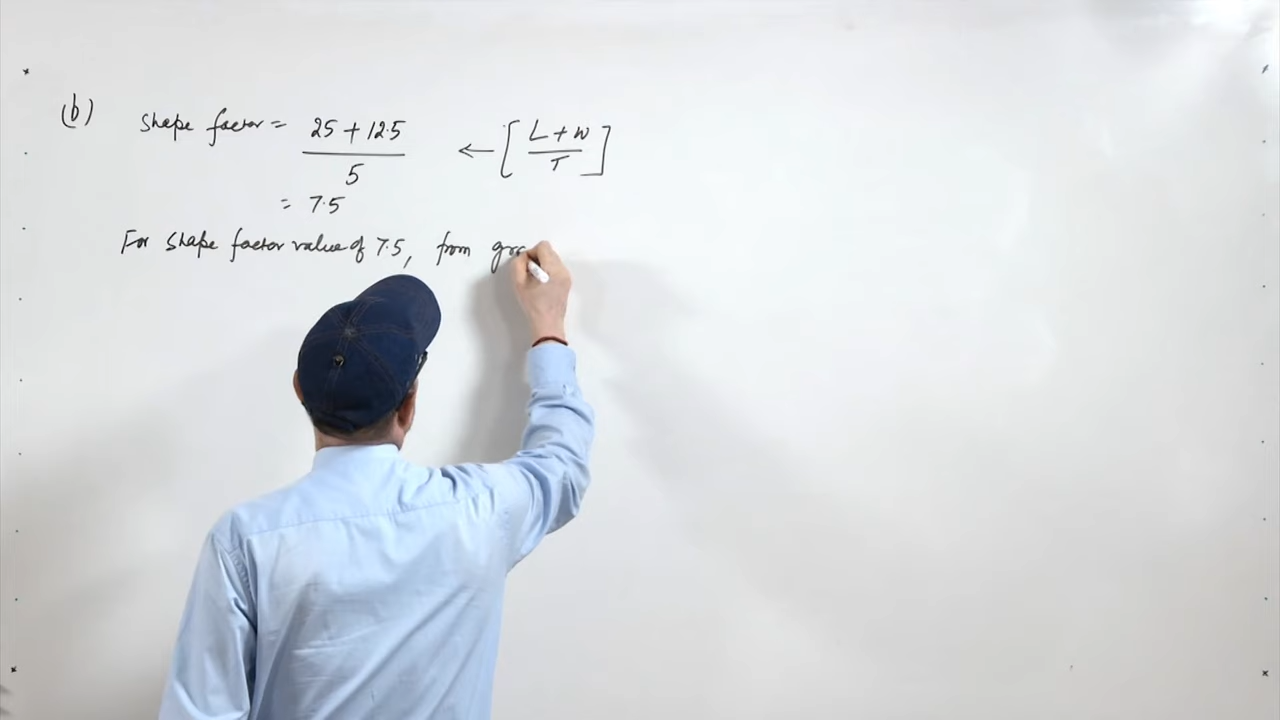 (b) Shape factor = 25 + 12.5 / 5 ← [L + W / T]
= 7.5
For shape factor value of 7.5, from